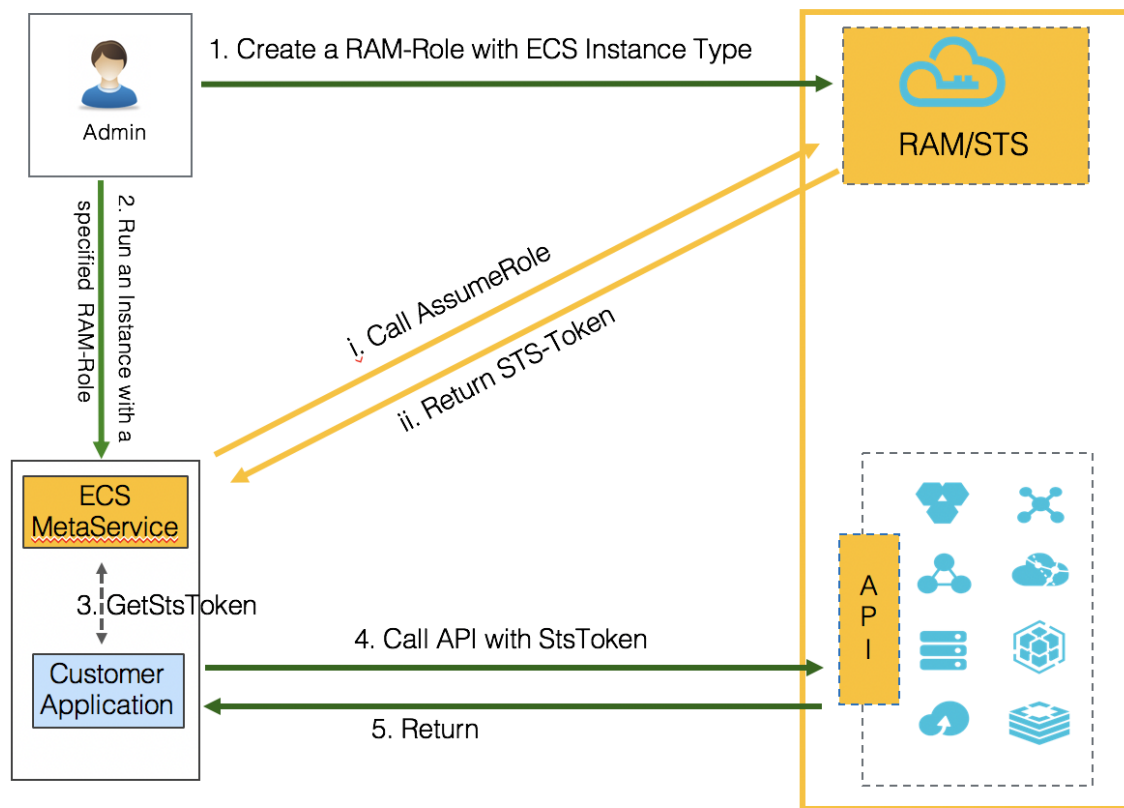 1. Create a RAM-Role with ECS Instance Type
Admin
RAM/STS
2. Run an Instance with a
specified RAM-Role
i. Call AssumeRole
ii. Return STS-Token
ECS
MetaService
3. GetStsToken
Customer
Application
4. Call API with StsToken
5. Return
A
P
I